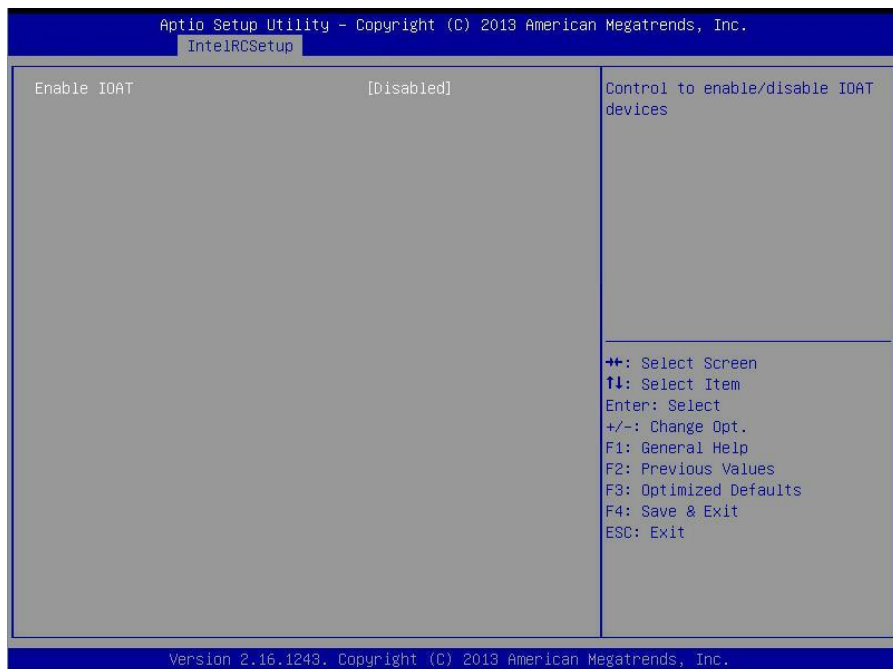 Aptio Setup Utility – Copyright (C) 2013 American Megatrends, Inc.
IntelRCSetup
Enable IOAT [Disabled]
Control to enable/disable IOAT
devices
→←: Select Screen
↑↓: Select Item
Enter: Select
+/-: Change Opt.
F1: General Help
F2: Previous Values
F3: Optimized Defaults
F4: Save & Exit
ESC: Exit
Version 2.16.1243. Copyright (C) 2013 American Megatrends, Inc.